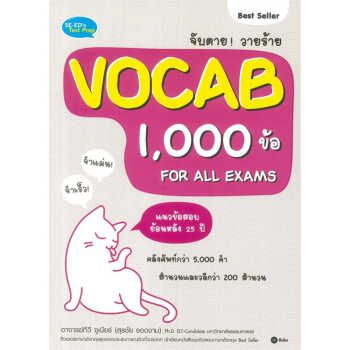 Best Seller
SE-ED's
Test Prep
จับตาย! วายร้าย
VOCAB
1,000 ข้อ
FOR ALL EXAMS
จำแม่น!
จำเร็ว!
แนวข้อสอบ
ย้อนหลัง 25 ปี
คลังศัพท์กว่า 5,000 คำ
สำนวนและวลีกว่า 200 สำนวน
อาจารย์ทีวี ชูเนียร์ (สุรชัย ยอดงาม)